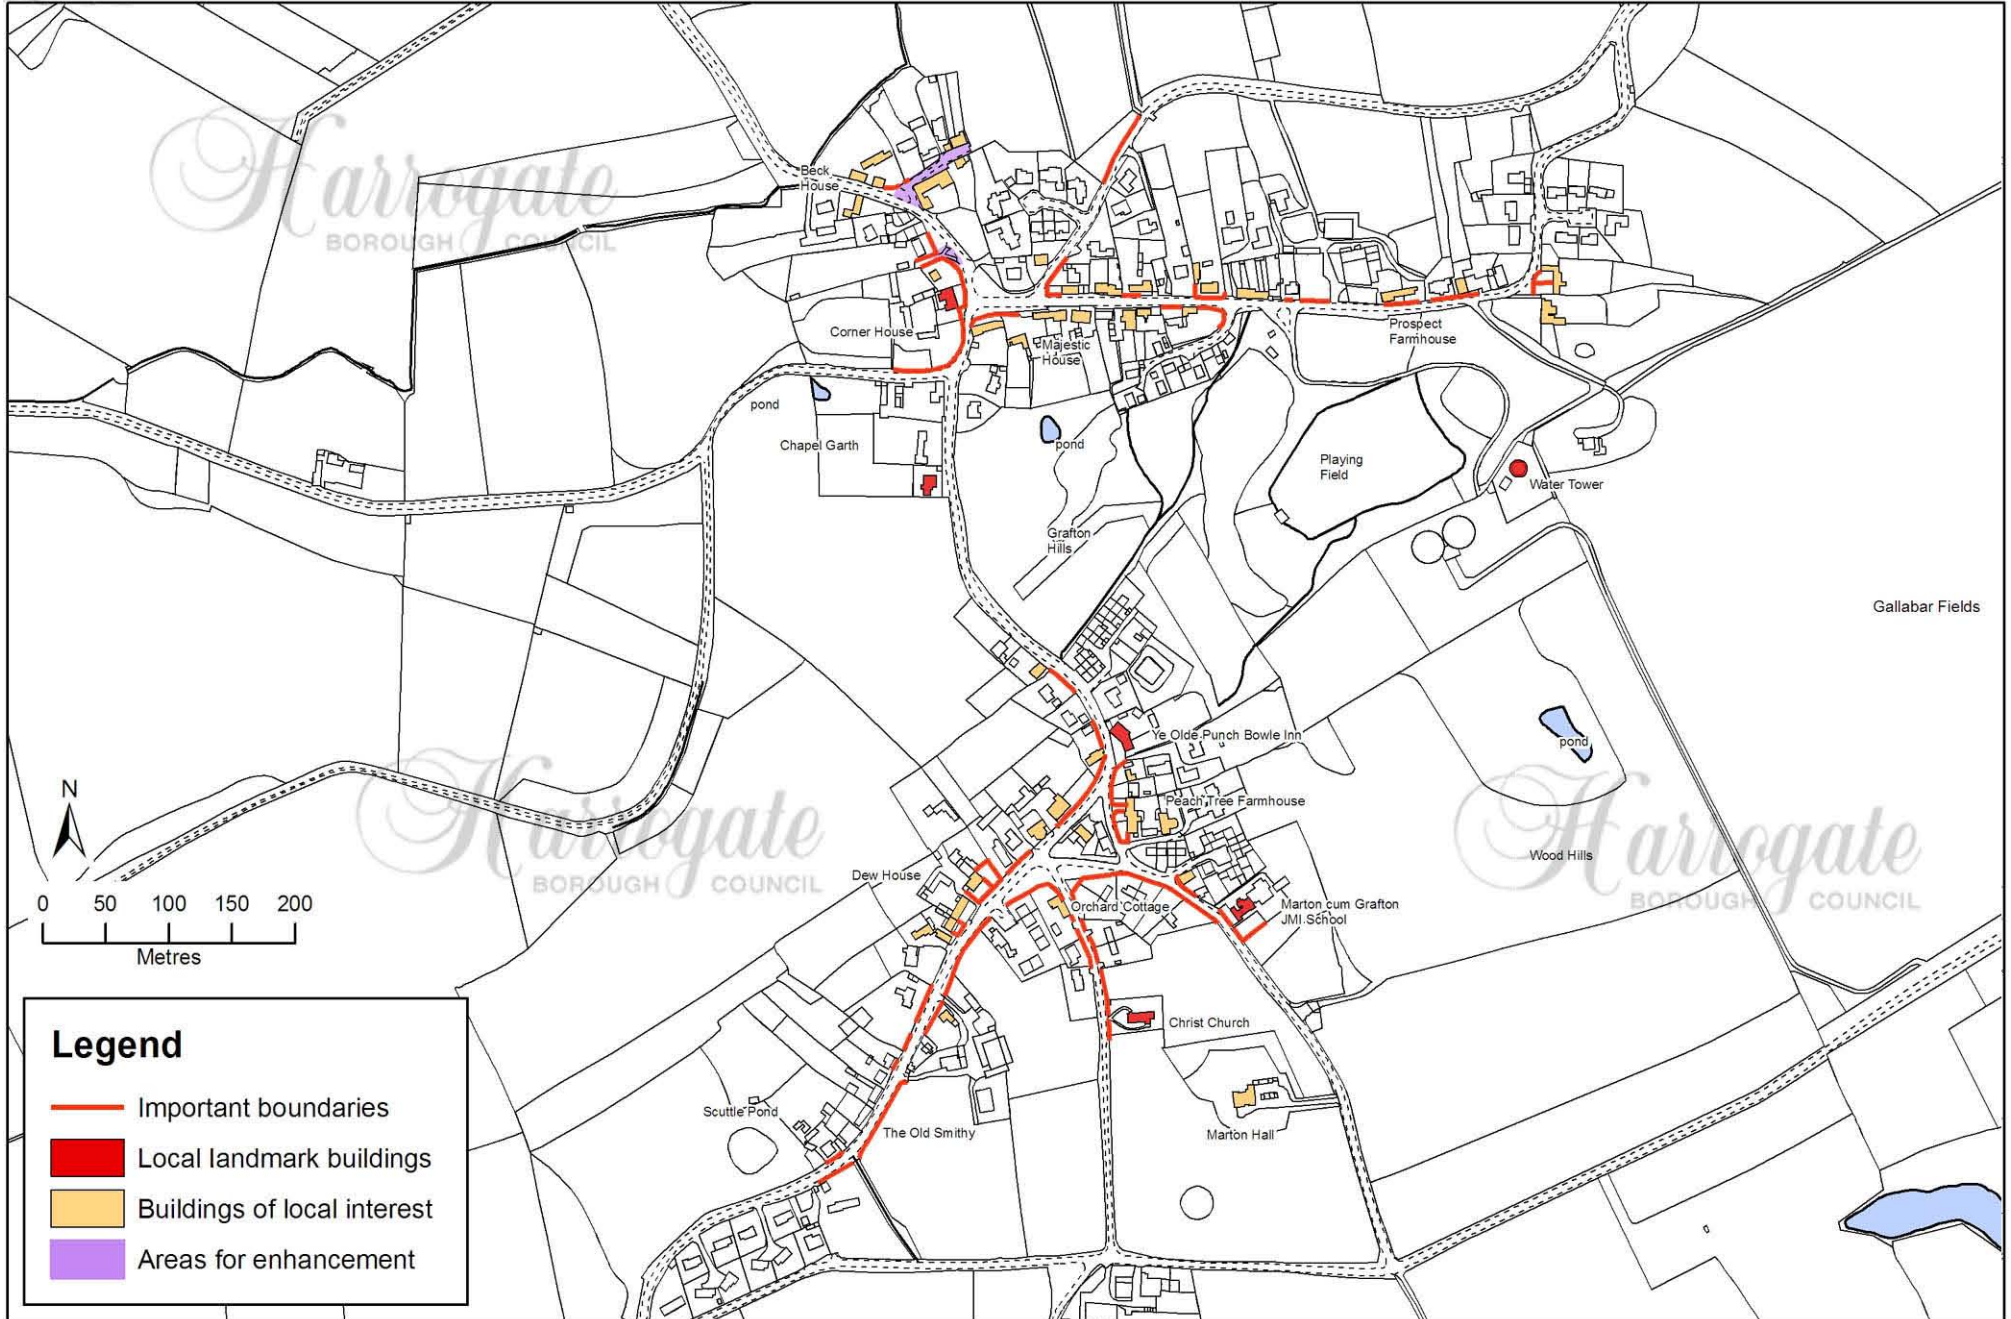 Harrogate
BOROUGH COUNCIL
Beck
House
Corner House
Majestic
House
Prospect
Farmhouse
pond
pond
Chapel Garth
Playing
Field
Water Tower
Grafton
Hills
Gallabar Fields
Ye Olde Punch Bowle Inn
pond
N
Harrogate
BOROUGH COUNCIL
Harrogate
BOROUGH COUNCIL
Peach Tree Farmhouse
Wood Hills
Dew House
Orchard Cottage
Marton cum Grafton
JMI School
0 50 100 150 200
Metres
Christ Church
Scuttle Pond
The Old Smithy
Marton Hall
Legend
Important boundaries
Local landmark buildings
Buildings of local interest
Areas for enhancement